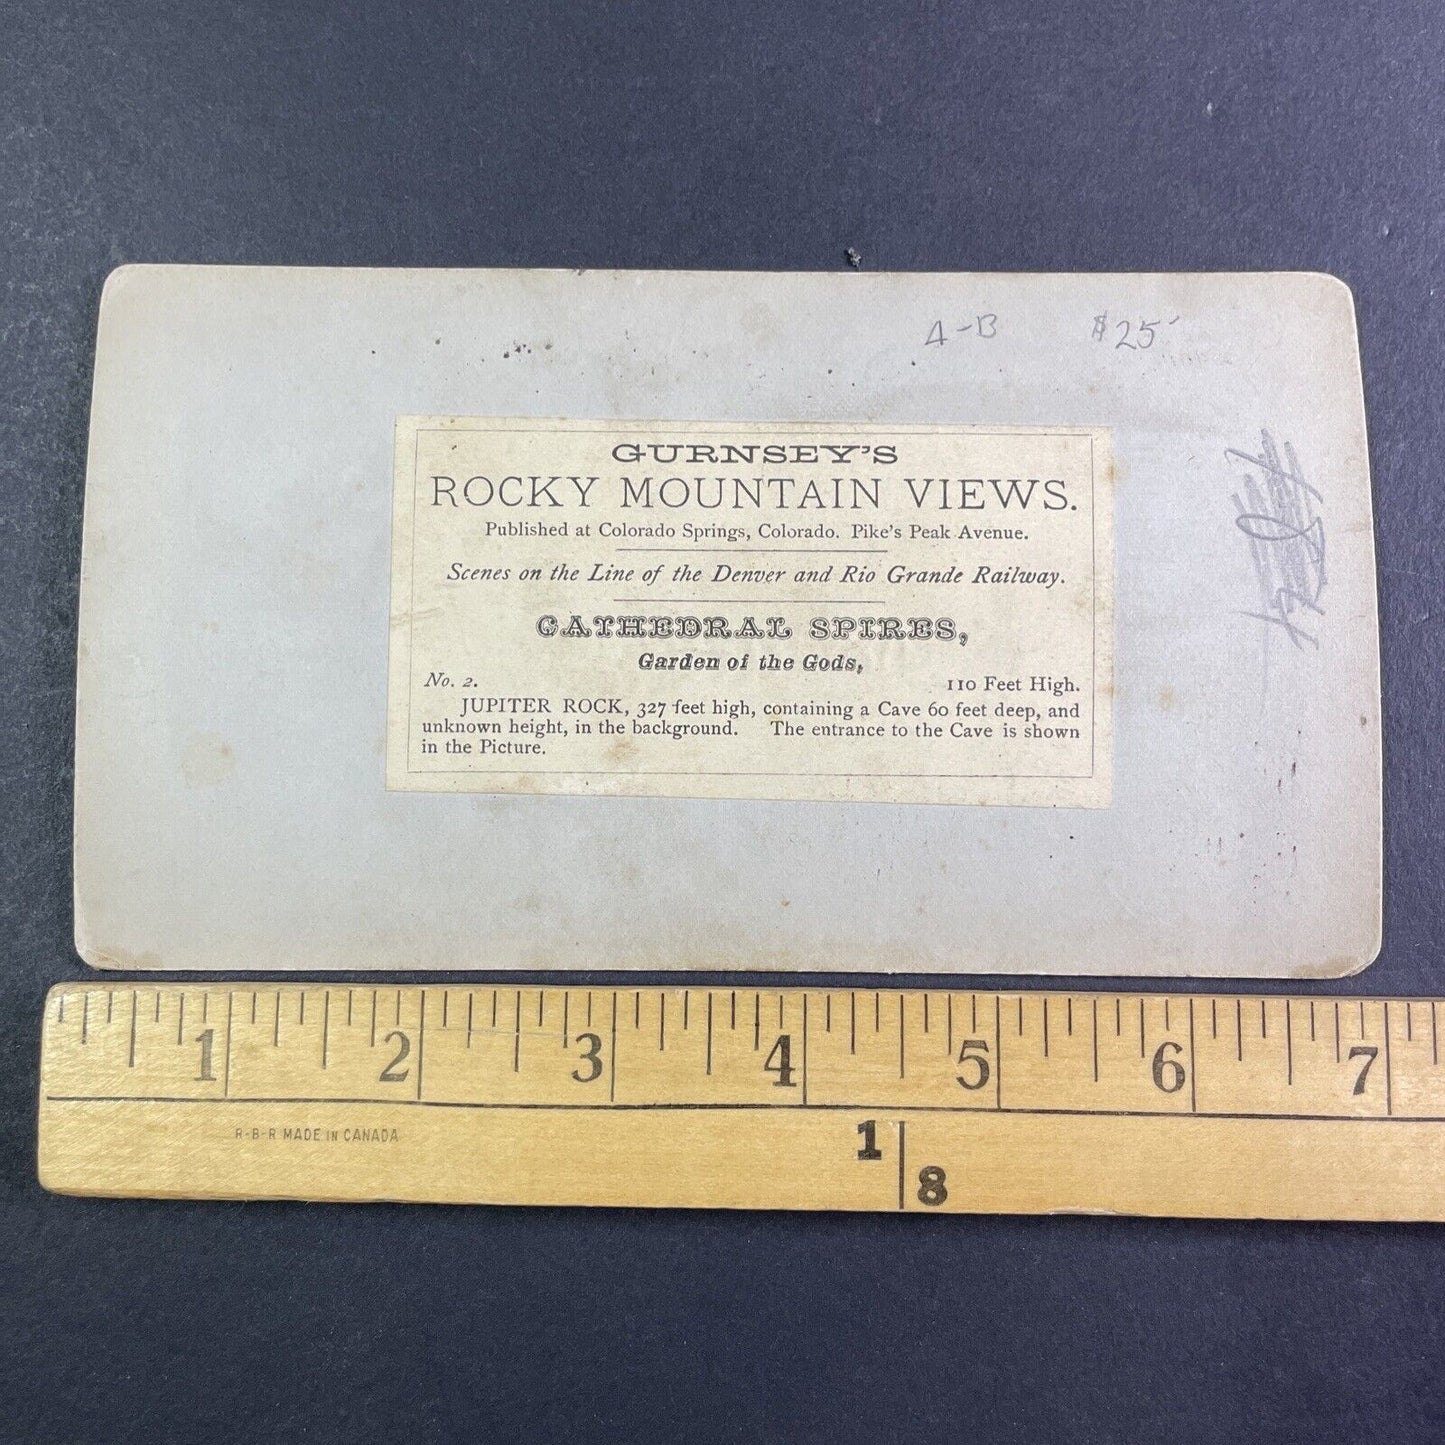 A-B $25
GURNSEY'S
ROCKY MOUNTAIN VIEWS.
Published at Colorado Springs, Colorado. Pike's Peak Avenue.
Scenes on the Line of the Denver and Rio Grande Railway.
CATHEDRAL SPIRES,
Garden of the Gods,
No. 2. 110 Feet High.
JUPITER ROCK, 327 feet high, containing a Cave 60 feet deep, and
unknown height, in the background. The entrance to the Cave is shown
in the Picture.
1 2 3 4 5 6 7
R-B-R MADE IN CANADA
1
8